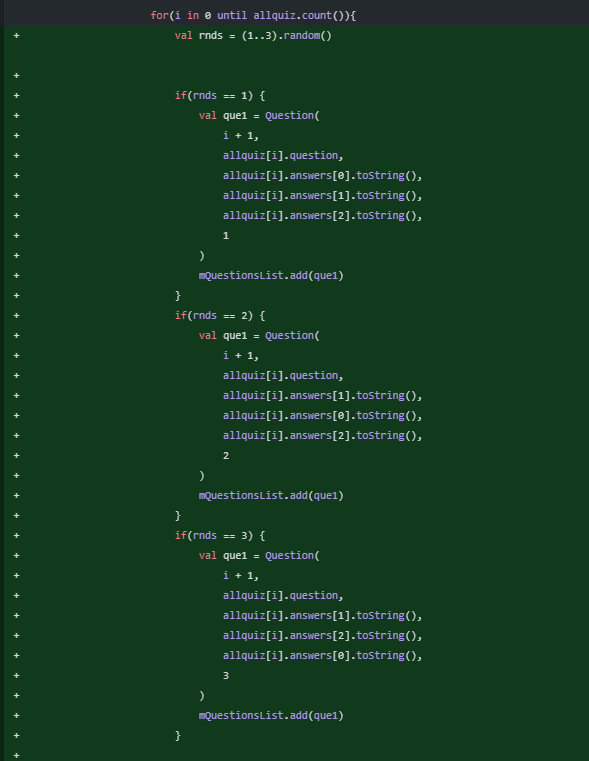 for(i in 0 until allquiz.count()){
+ val rnds = (1..3).random()
+
+ if(rnds == 1) {
+ val que1 = Question(
+ i + 1,
+ allquiz[i].question,
+ allquiz[i].answers[0].toString(),
+ allquiz[i].answers[1].toString(),
+ allquiz[i].answers[2].toString(),
+ 1
+ )
+ mQuestionsList.add(que1)
+ }
+ if(rnds == 2) {
+ val que1 = Question(
+ i + 1,
+ allquiz[i].question,
+ allquiz[i].answers[1].toString(),
+ allquiz[i].answers[0].toString(),
+ allquiz[i].answers[2].toString(),
+ 2
+ )
+ mQuestionsList.add(que1)
+ }
+ if(rnds == 3) {
+ val que1 = Question(
+ i + 1,
+ allquiz[i].question,
+ allquiz[i].answers[1].toString(),
+ allquiz[i].answers[2].toString(),
+ allquiz[i].answers[0].toString(),
+ 3
+ )
+ mQuestionsList.add(que1)
+ }
+